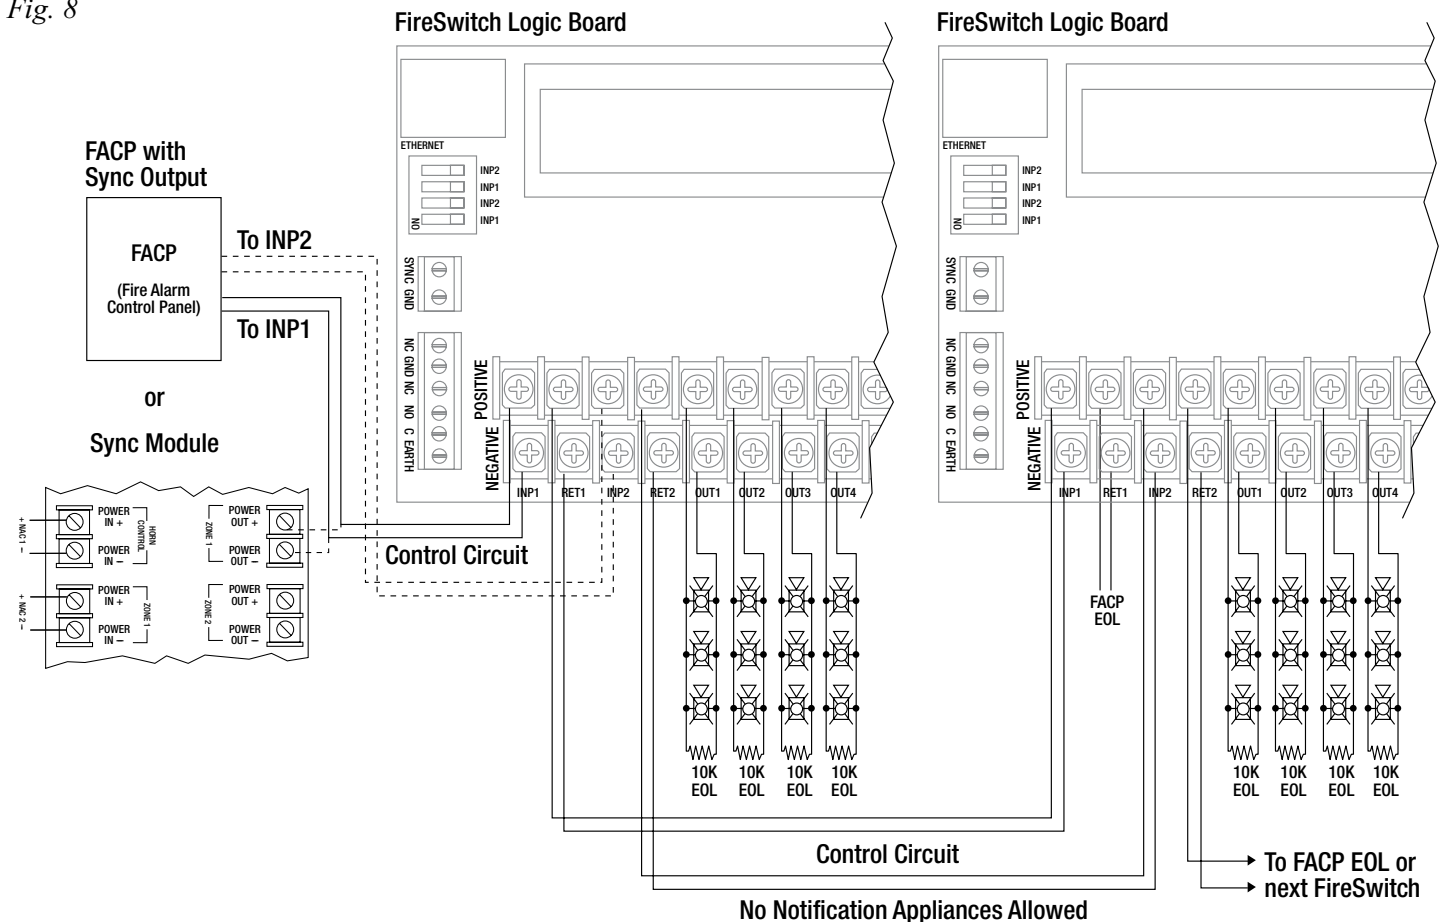 Fig. 8
FireSwitch Logic Board
FireSwitch Logic Board
FACP with
Sync Output
FACP
(Fire Alarm
Control Panel)
To INP2
To INP1
or
Sync Module
+ NAC 1 –
POWER
IN +
POWER
IN –
HORN
CONTROL
ZONE 1
POWER
OUT +
POWER
OUT –
+ NAC 2 –
POWER
IN +
POWER
IN –
ZONE 1
ZONE 2
POWER
OUT +
POWER
OUT –
ETHERNET
INP2
INP1
INP2
INP1
ON
SYNC GND
NC GND NC NO C EARTH
POSITIVE
NEGATIVE
INP1
RET1
INP2
RET2
OUT1
OUT2
OUT3
OUT4
Control Circuit
10K
EOL
10K
EOL
10K
EOL
10K
EOL
ETHERNET
INP2
INP1
INP2
INP1
ON
SYNC GND
NC GND NC NO C EARTH
POSITIVE
NEGATIVE
INP1
RET1
INP2
RET2
OUT1
OUT2
OUT3
OUT4
FACP
EOL
10K
EOL
10K
EOL
10K
EOL
10K
EOL
Control Circuit
To FACP EOL or
next FireSwitch
No Notification Appliances Allowed